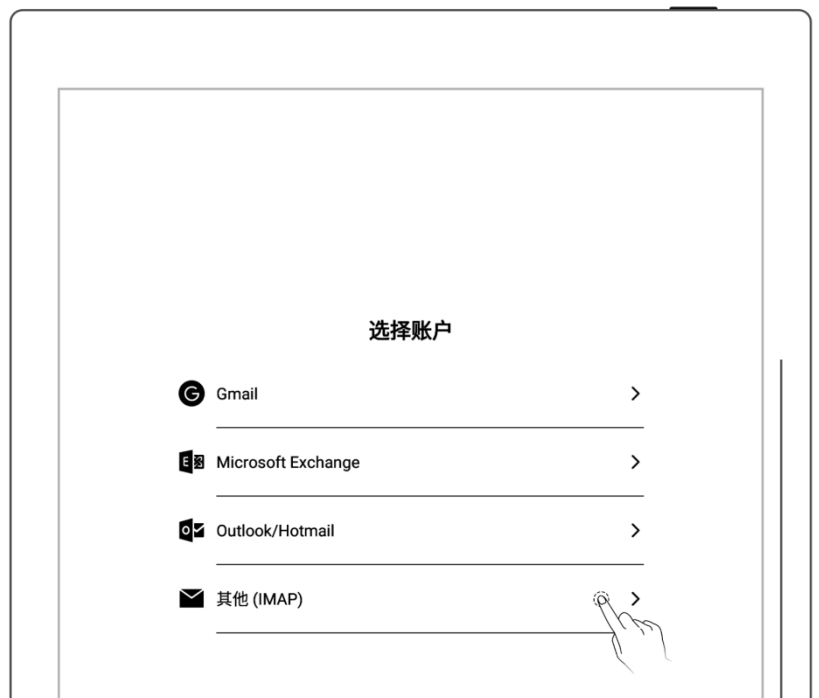 选择账户
G Gmail
E Microsoft Exchange
O Outlook/Hotmail
其他 (IMAP)